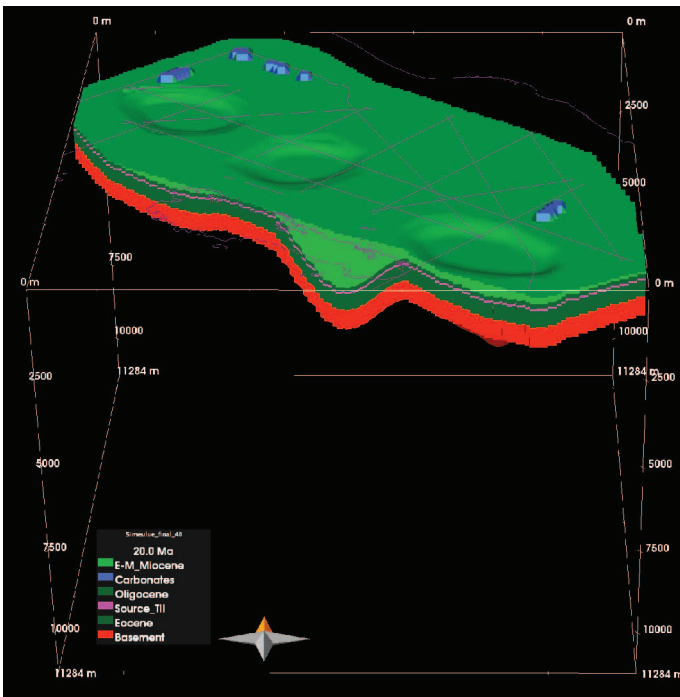 0 m
0 m
2500
5000
7500
0 m
0 m
10000
10000
11284 m
11284 m
2500
2500
5000
5000
Simeulue_final_40
20.0 Ma
E-M_Miocene
Carbonates
Oligocene
Source_TII
Eocene
Basement
7500
7500
10000
10000
11284 m
11284 m